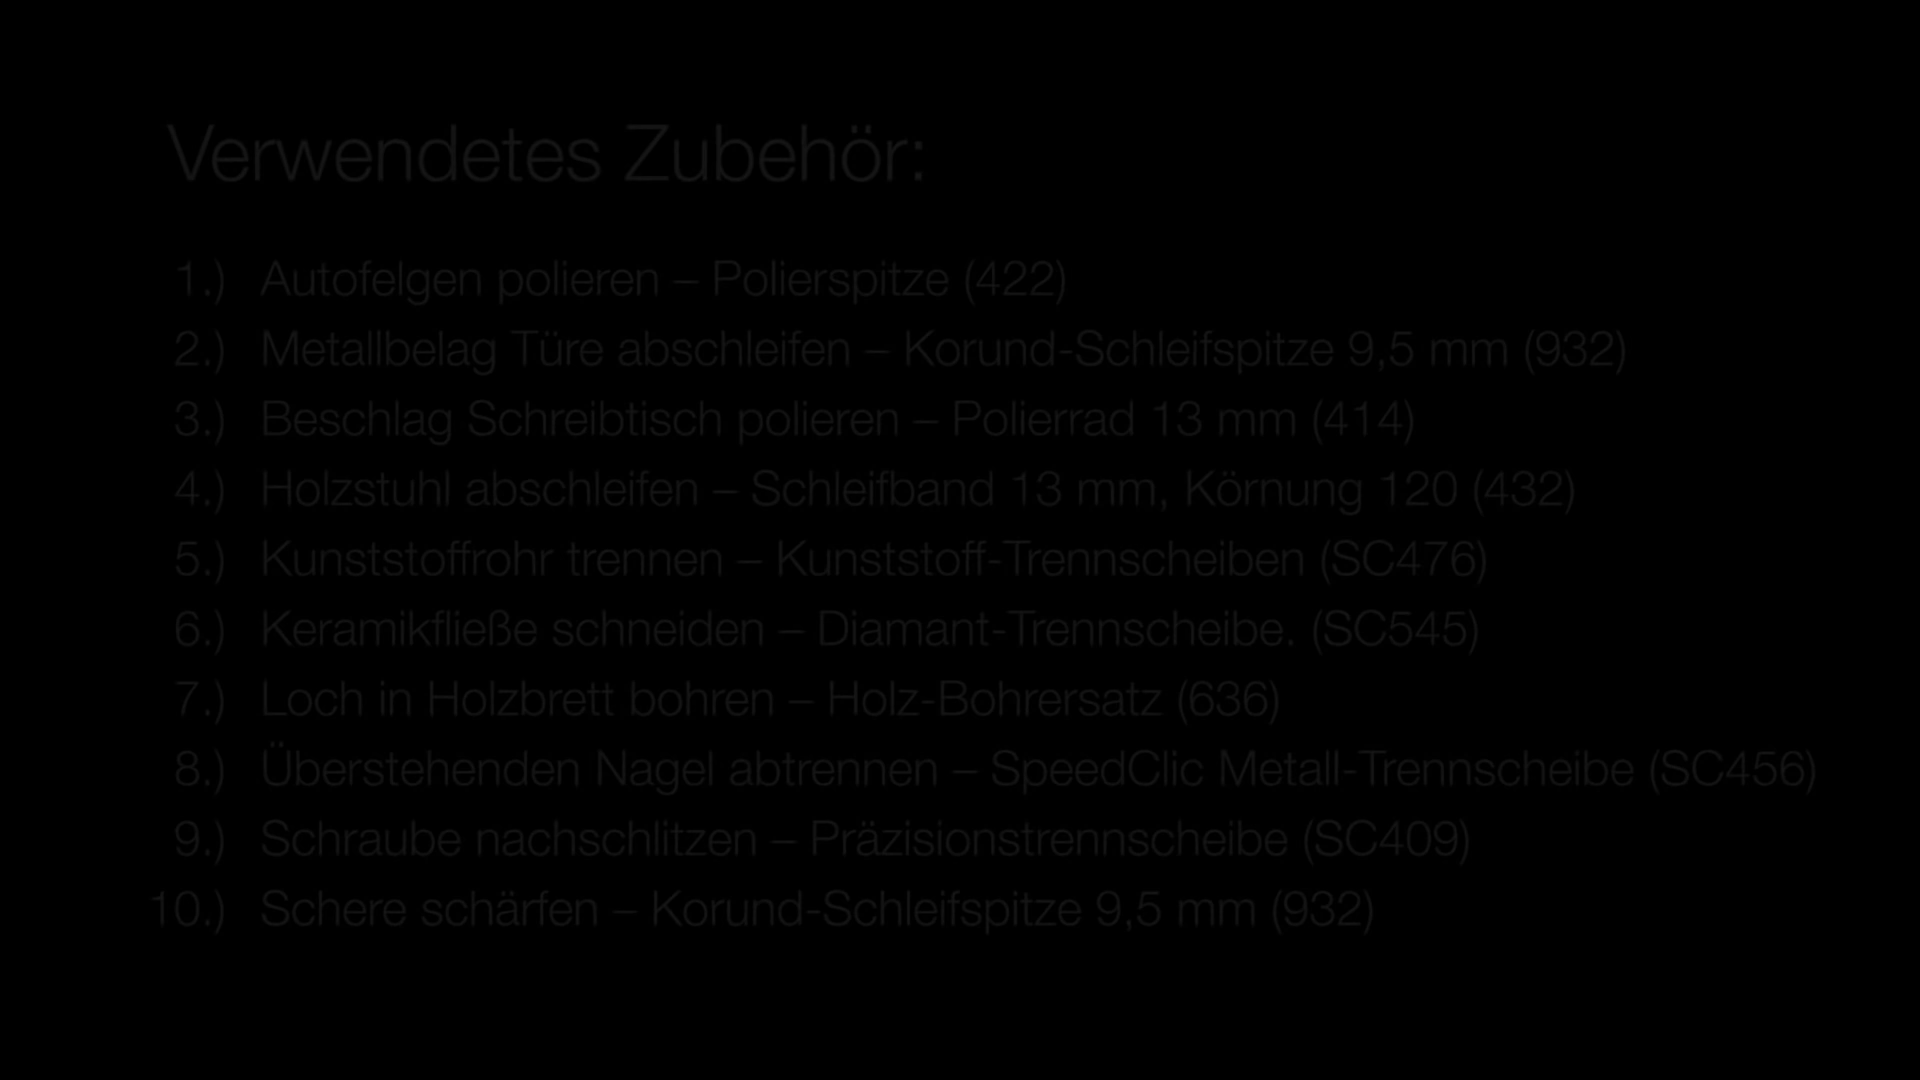 Verwendetes Zubehör:
1.) Autofelgen polieren – Polierspitze (422)
2.) Metallbelag Türe abschleifen – Korund-Schleifspitze 9,5 mm (932)
3.) Beschlag Schreibtisch polieren – Polierrad 13 mm (414)
4.) Holzstuhl abschleifen – Schleifband 13 mm, Körnung 120 (432)
5.) Kunststoffrohr trennen – Kunststoff-Trennscheiben (SC476)
6.) Keramikfließe schneiden – Diamant-Trennscheibe. (SC545)
7.) Loch in Holzbrett bohren – Holz-Bohrersatz (636)
8.) Überstehenden Nagel abtrennen – SpeedClic Metall-Trennscheibe (SC456)
9.) Schraube nachschlitzen – Präzisionstrennscheibe (SC409)
10.) Schere schärfen – Korund-Schleifspitze 9,5 mm (932)